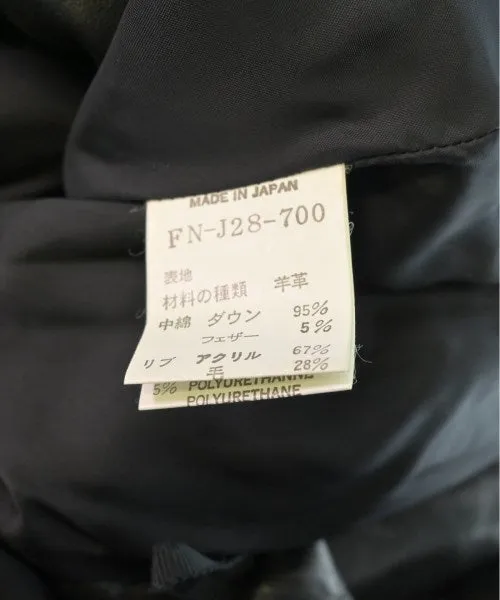 MADE IN JAPAN
FN-J28-700
表地
材料の種類 羊革
中綿 ダウン 95%
フェザー 5%
リブ アクリル 67%
毛 28%
5% POLYURETHANNE
POLYURETHANE